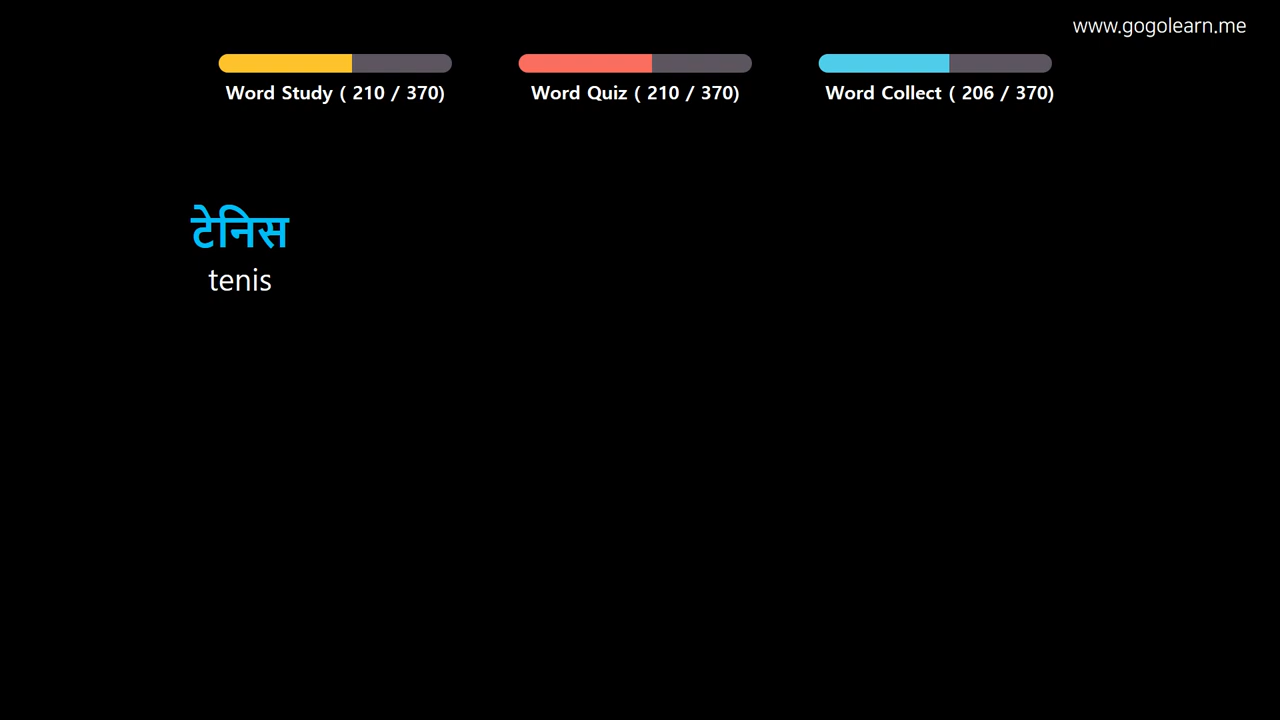 www.gogolearn.me
Word Study ( 210 / 370)
Word Quiz ( 210 / 370)
Word Collect ( 206 / 370)
टेनिस
tenis